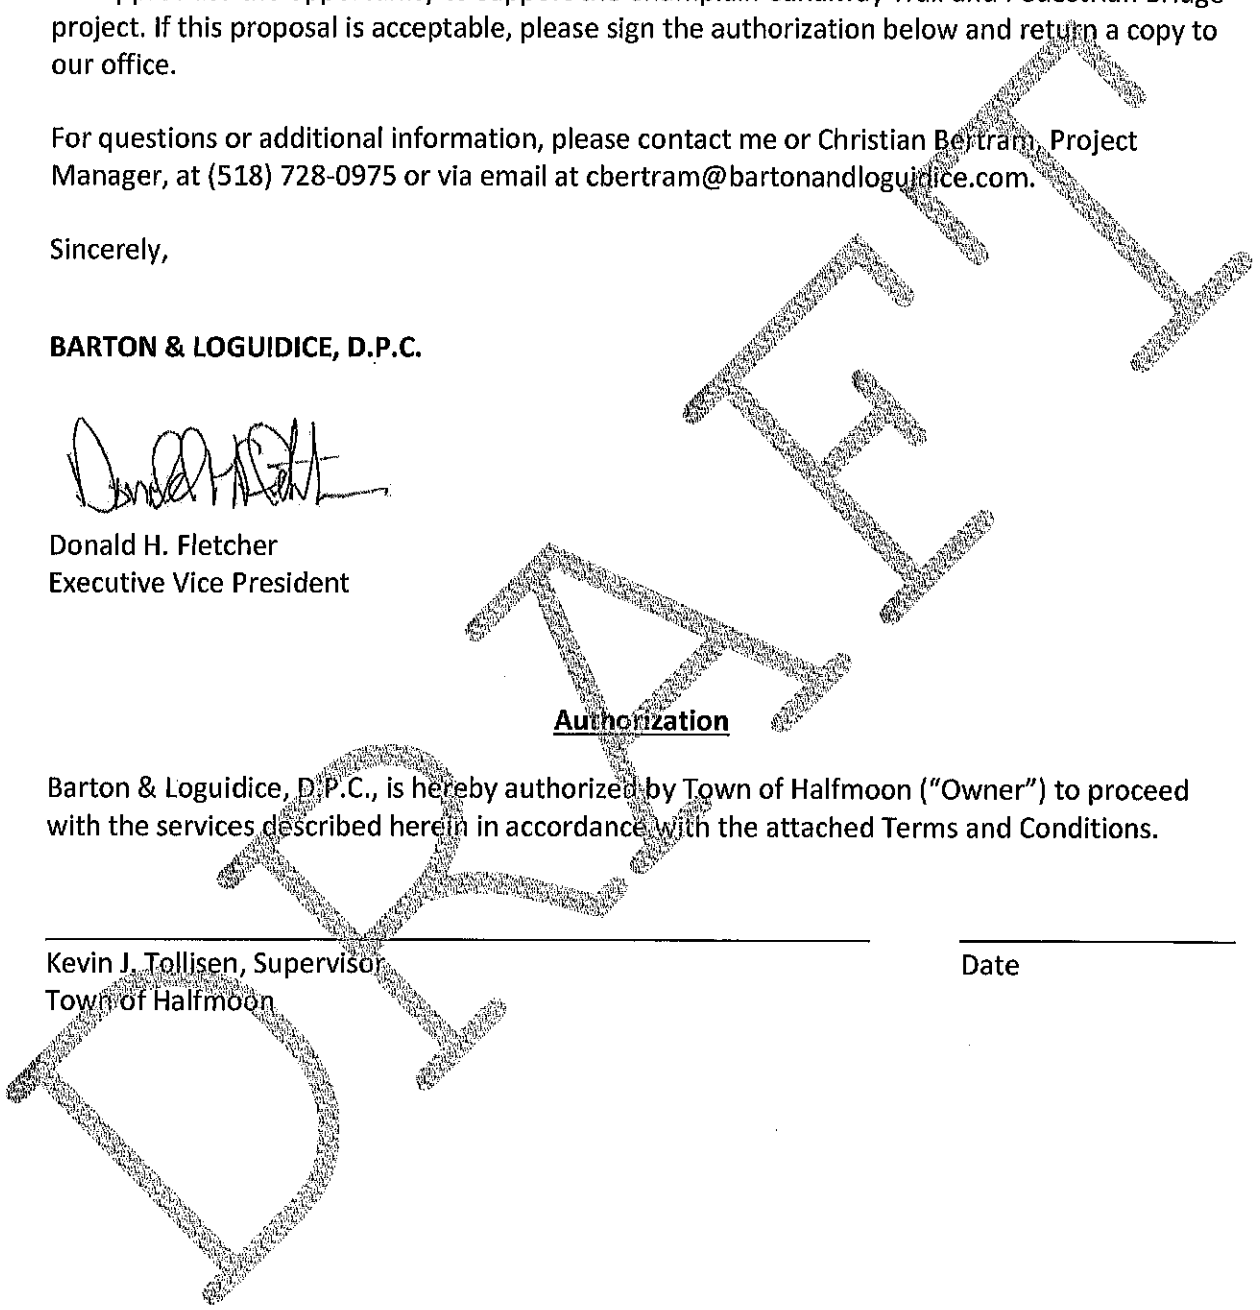 project. If this proposal is acceptable, please sign the authorization below and return a copy to
our office.
For questions or additional information, please contact me or Christian Bertram, Project
Manager, at (518) 728-0975 or via email at cbertram@bartonandloguidice.com.
Sincerely,
BARTON & LOGUIDICE, D.P.C.
Donald H. Fletcher
Executive Vice President
Authorization
Barton & Loguidice, D.P.C., is hereby authorized by Town of Halfmoon (“Owner”) to proceed
with the services described herein in accordance with the attached Terms and Conditions.
Kevin J. Tollisen, Supervisor
Date
Town of Halfmoon
DRAFT